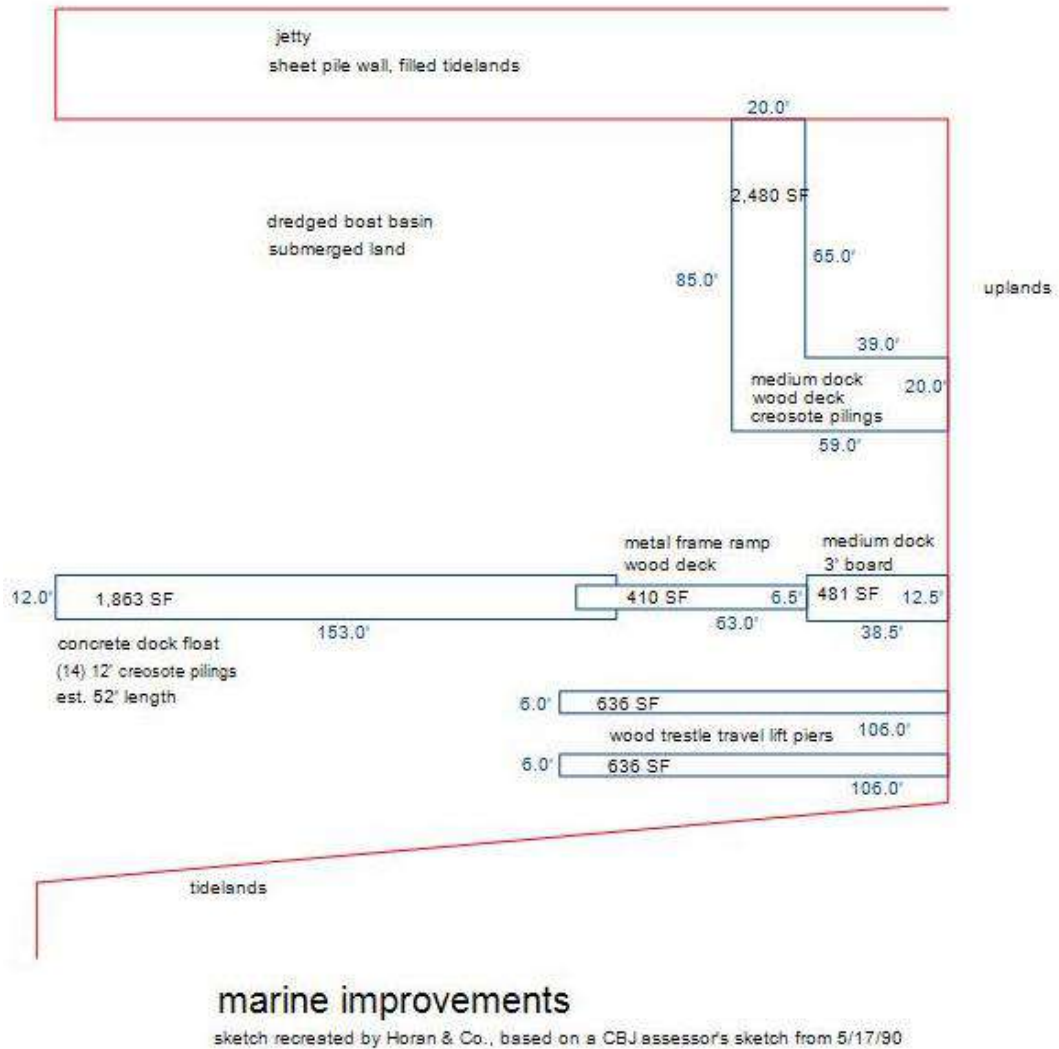 jetty
sheet pile wall, filled tidelands
20.0'
2,480 SF
dredged boat basin
submerged land
65.0'
85.0'
uplands
39.0'
medium dock
wood deck
creosote pilings
20.0'
59.0'
metal frame ramp
wood deck
medium dock
3' board
12.0'
1,863 SF
410 SF
6.5'
481 SF
12.5'
153.0'
63.0'
38.5'
concrete dock float
(14) 12' creosote pilings
est. 52' length
6.0'
636 SF
wood trestle travel lift piers
106.0'
6.0'
636 SF
106.0'
tidelands
marine improvements
sketch recreated by Horan & Co., based on a CBJ assessor's sketch from 5/17/90